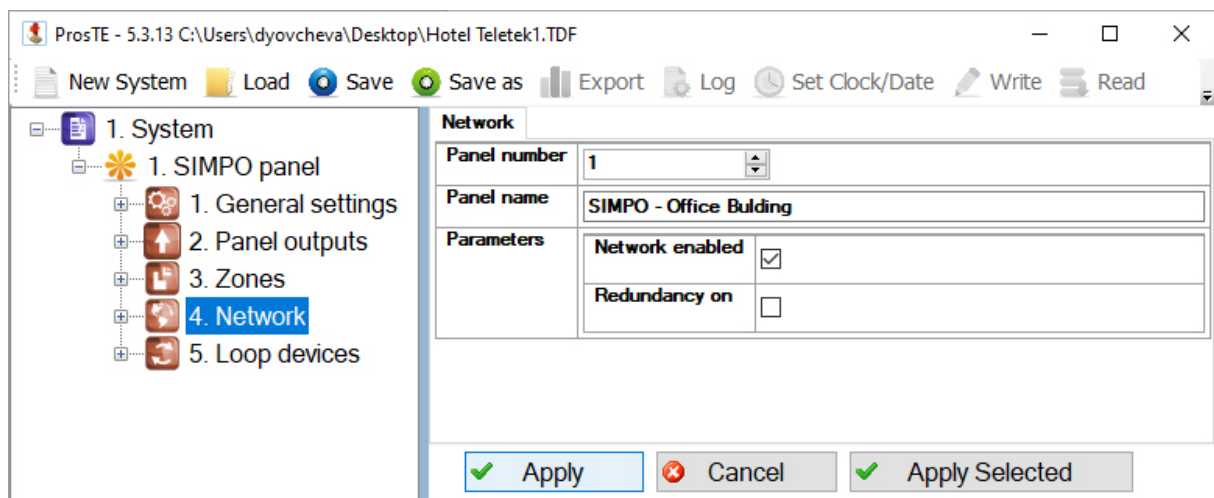 ProsTE - 5.3.13 C:\Users\dyovcheva\Desktop\Hotel Teletek1.TDF
New System Load Save Save as Export Log Set Clock/Date Write Read
1. System
1. SIMPO panel
1. General settings
2. Panel outputs
3. Zones
4. Network
5. Loop devices
Network
Panel number 1
Panel name SIMPO - Office Bulding
Parameters Network enabled
Redundancy on
Apply Cancel Apply Selected